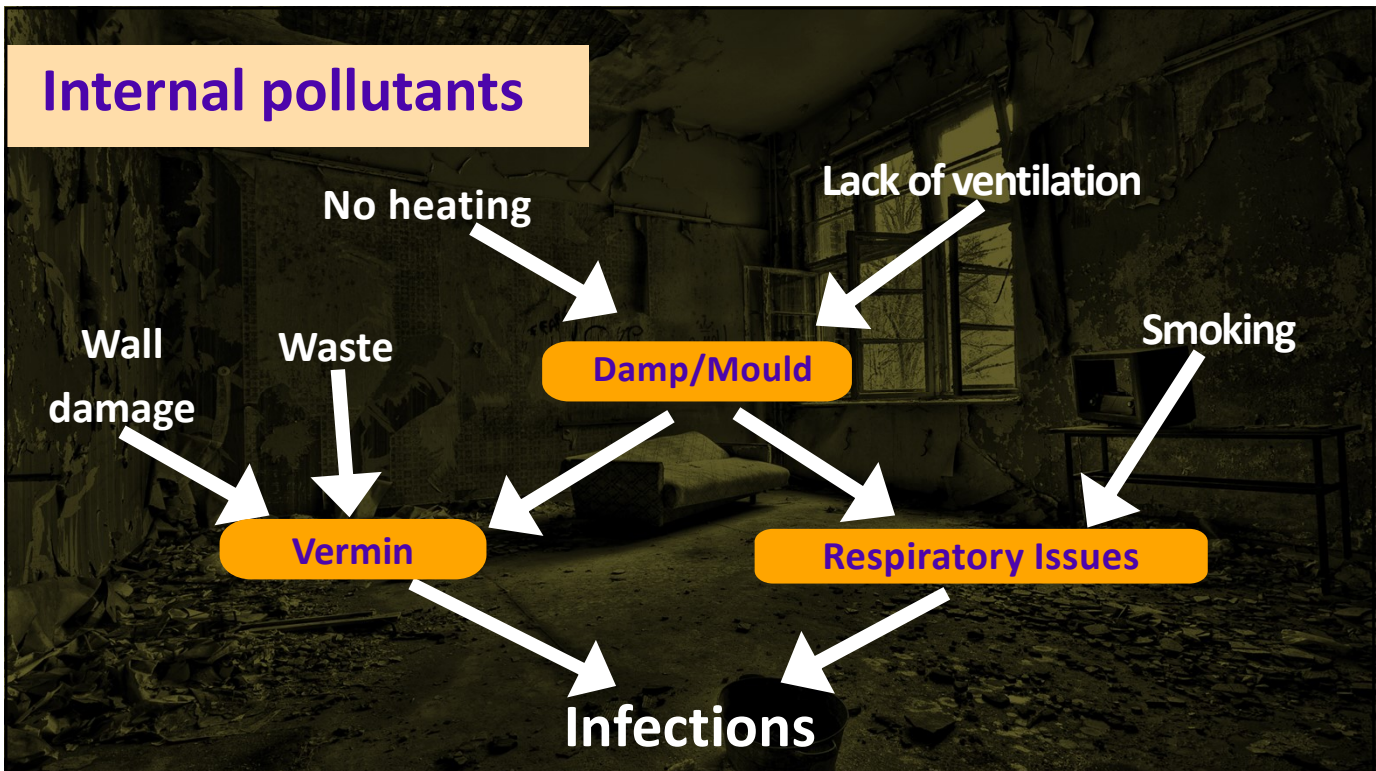 Internal pollutants
No heating
Lack of ventilation
Wall
damage
Waste
Smoking
Damp/Mould
Vermin
Respiratory Issues
Infections